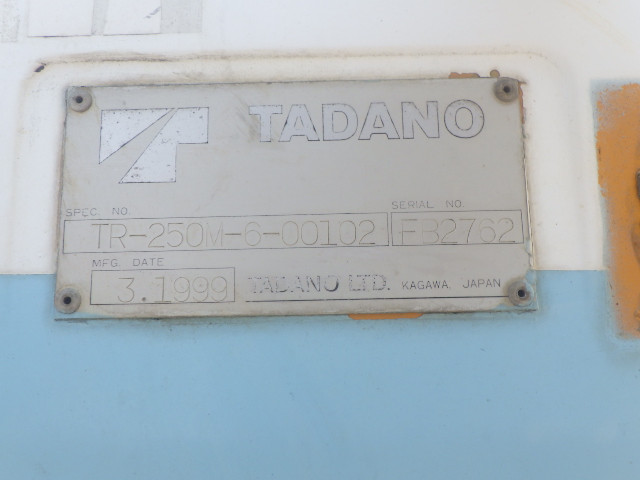 TADANO
SPEC. NO. SERIAL NO.
TR-250M-6-00102 FB2762
MFG. DATE
3.1999 TADANO LTD. KAGAWA, JAPAN